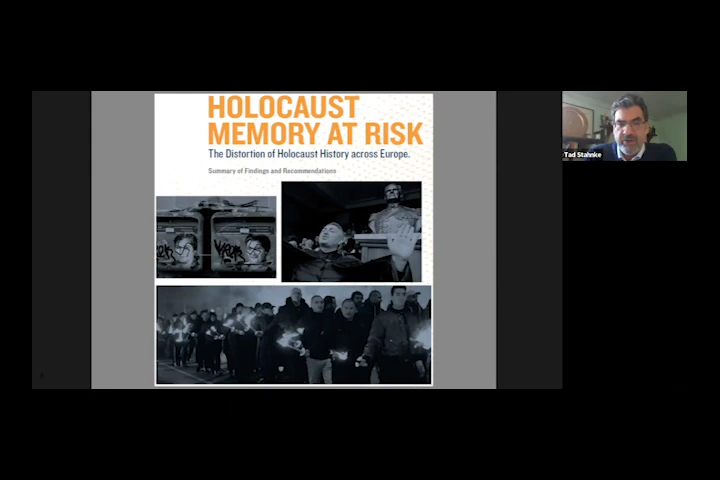 HOLOCAUST
MEMORY AT RISK
The Distortion of Holocaust History across Europe.
Summary of Findings and Recommendations
Tad Stahnke